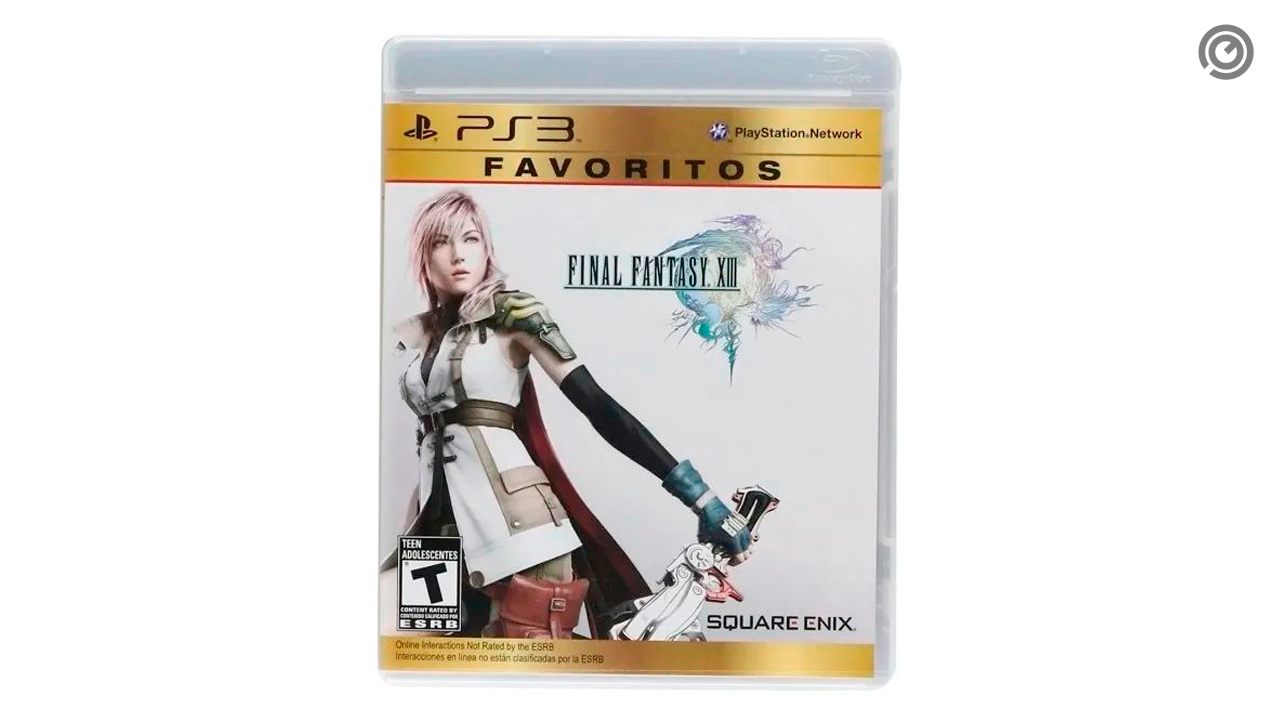 PS3
PlayStation®Network
FAVORITOS
FINAL FANTASY XIII
TEEN
ADOLESCENTES
T
CONTENT RATED BY
CONTENIDO CALIFICADO POR
ESRB
SQUARE ENIX
Online Interactions Not Rated by the ESRB
Interacciones en línea no están clasificadas por la ESRB